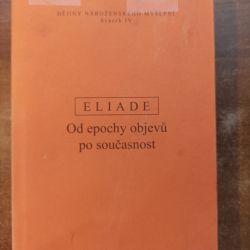 DĚJINY NÁBOŽENSKÉHO MYŠLENÍ
Svazek IV
ELIADE
Od epochy objevů
po současnost